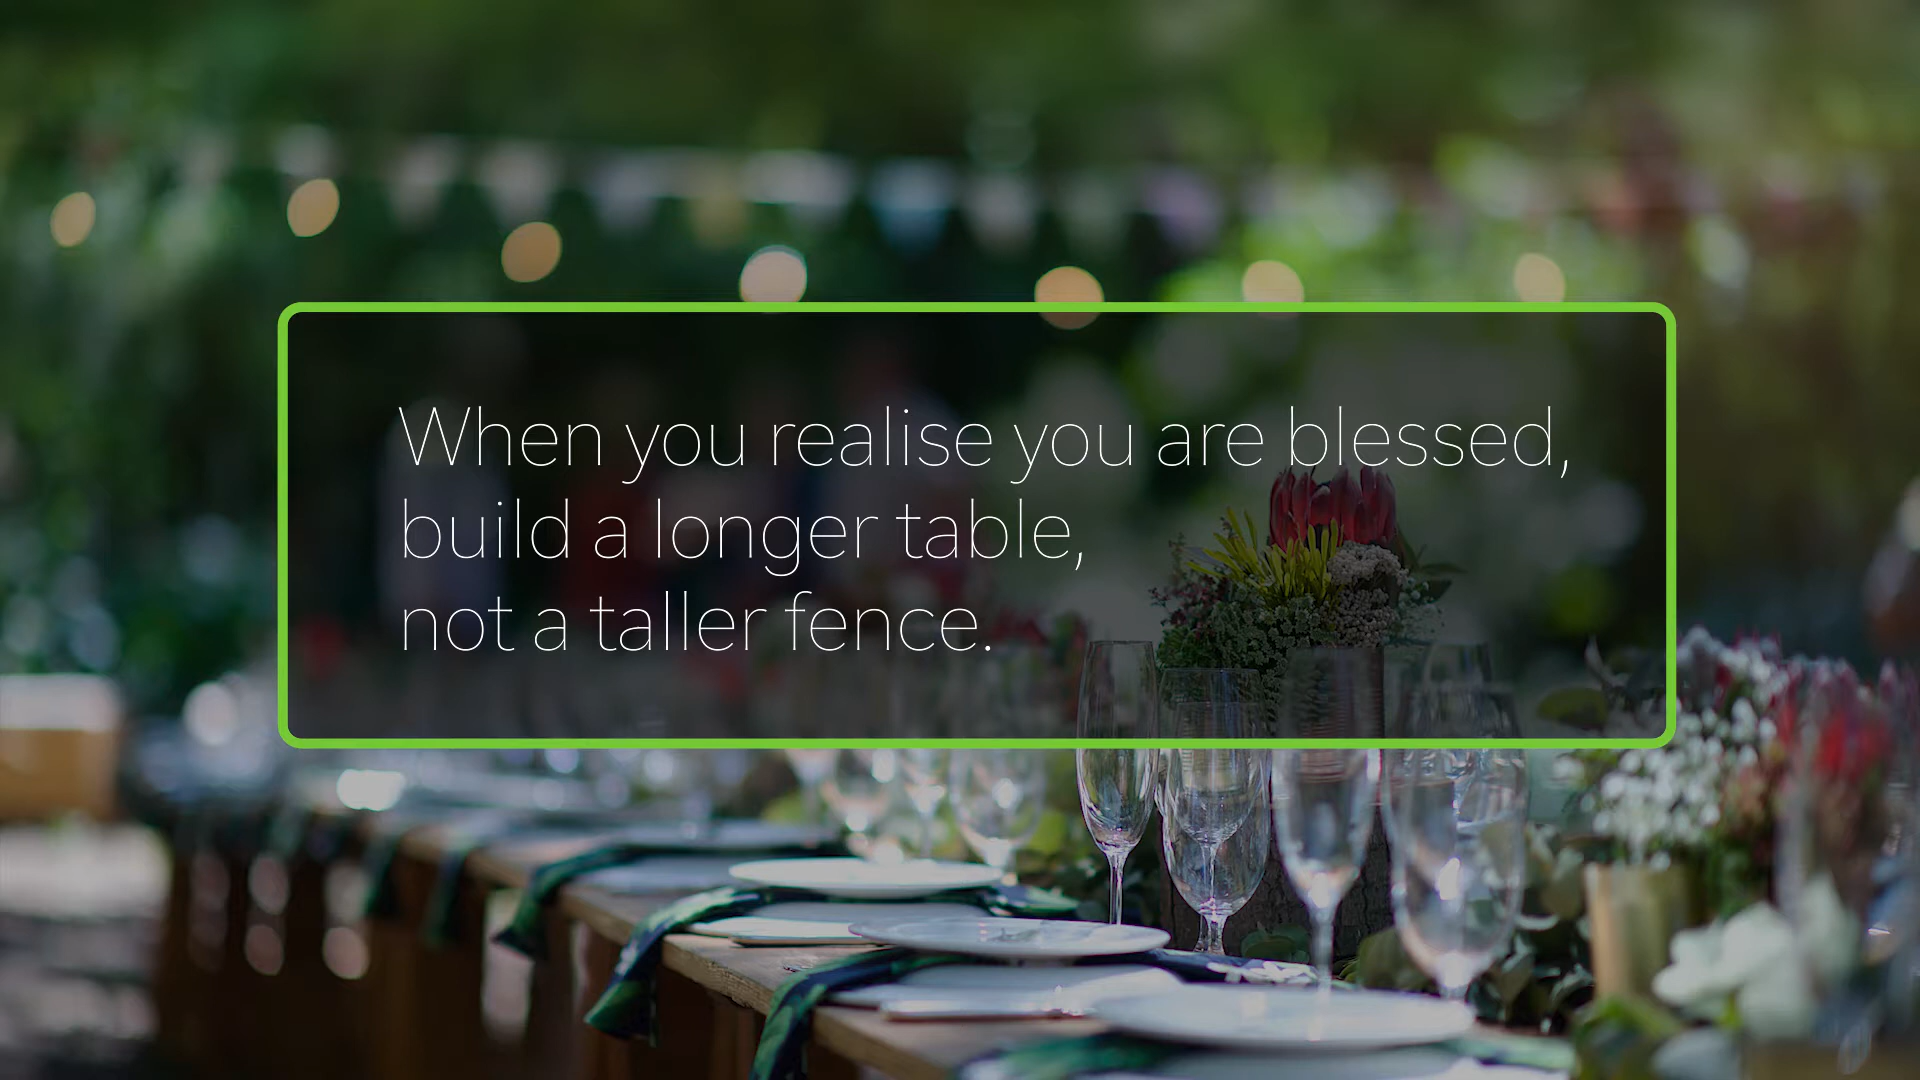 When you realise you are blessed,
build a longer table,
not a taller fence.